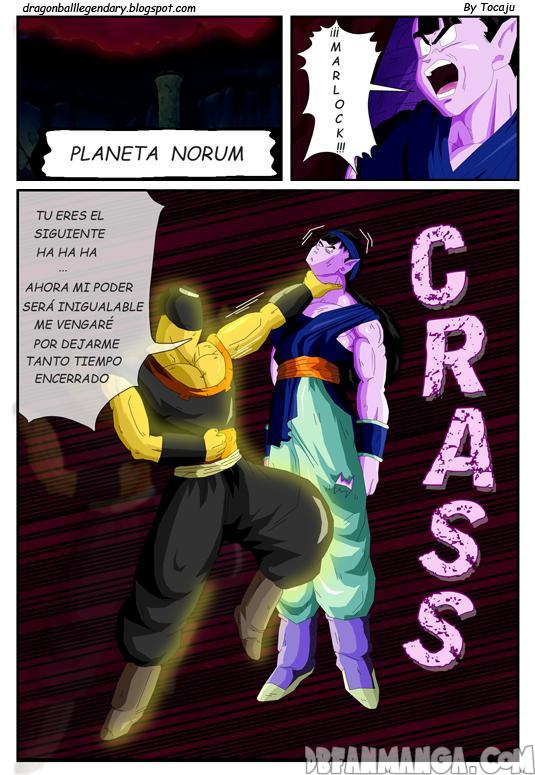 dragonballlegendary.blogspot.com
By Tocaju
PLANETA NORUM
¡¡¡MARLOCK!!!
TU ERES EL
SIGUIENTE
HA HA HA
...
AHORA MI PODER
SERÁ INIGUALABLE
ME VENGARÉ
POR DEJARME
TANTO TIEMPO
ENCERRADO
CRASS
DBFANMANGA.COM